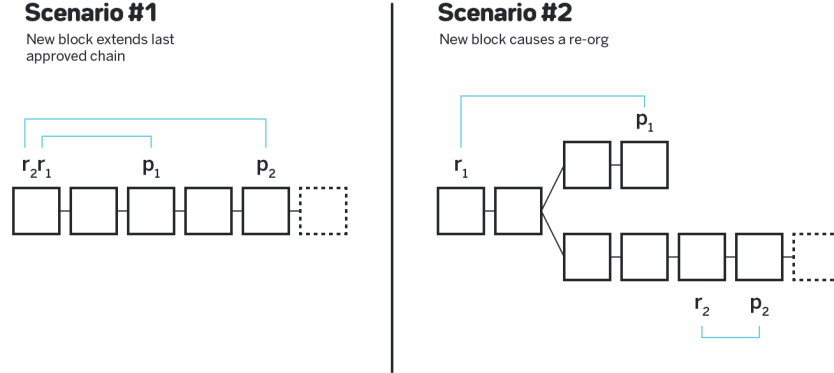 Scenario #1
New block extends last
approved chain
r2r1 p1 p2
Scenario #2
New block causes a re-org
p1
r1
r2 p2